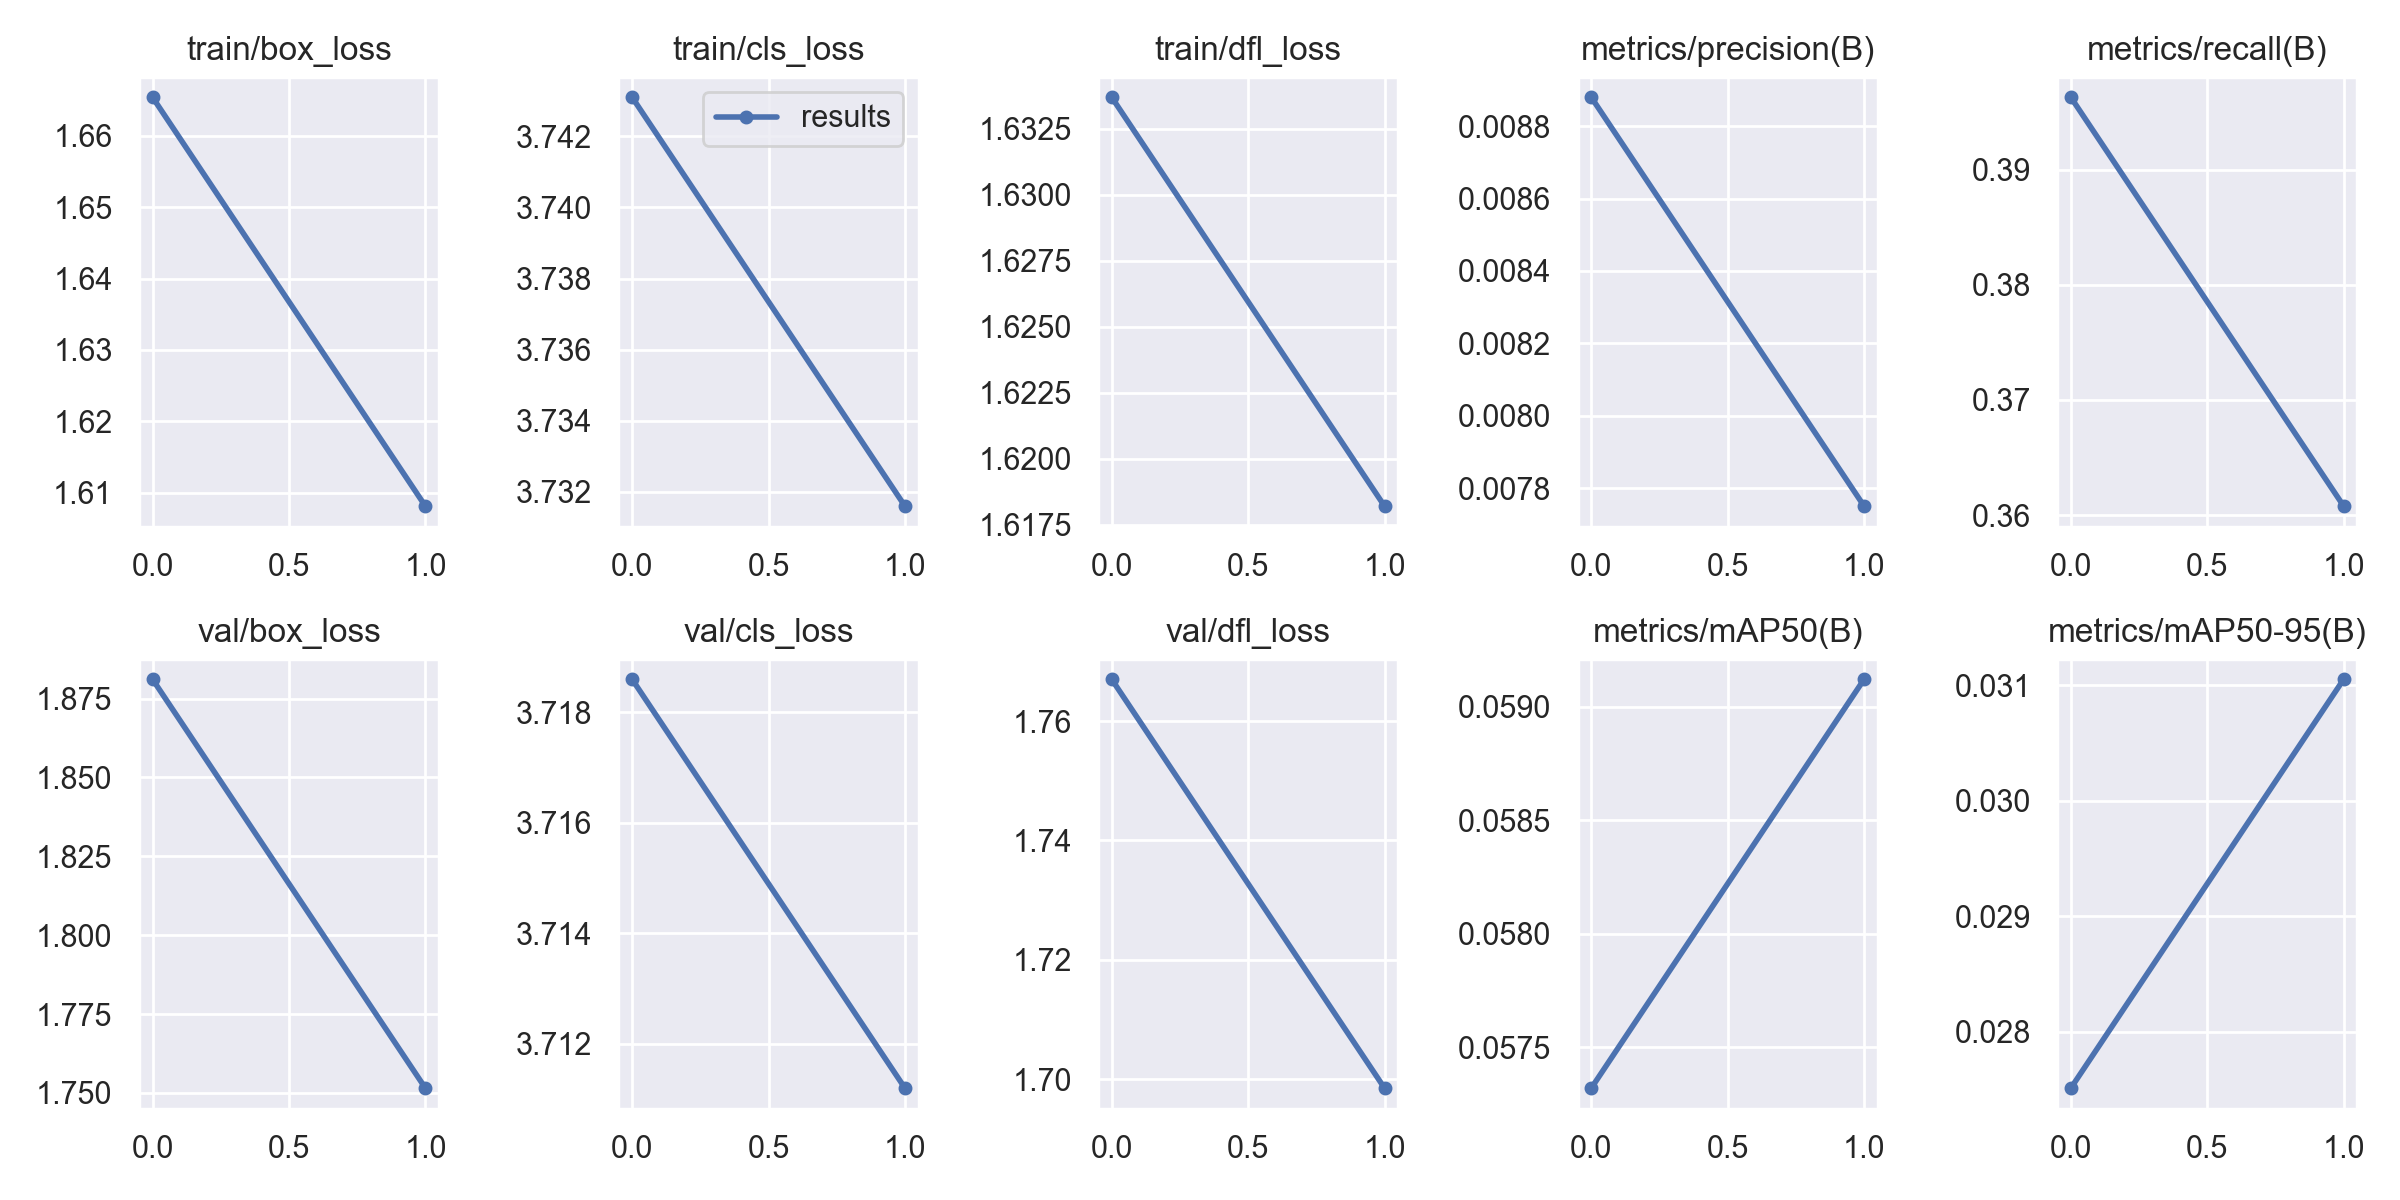 train/box_loss
1.66
1.65
1.64
1.63
1.62
1.61
0.0 0.5 1.0
train/cls_loss
results
3.742
3.740
3.738
3.736
3.734
3.732
0.0 0.5 1.0
train/dfl_loss
1.6325
1.6300
1.6275
1.6250
1.6225
1.6200
1.6175
0.0 0.5 1.0
metrics/precision(B)
0.0088
0.0086
0.0084
0.0082
0.0080
0.0078
0.0 0.5 1.0
metrics/recall(B)
0.39
0.38
0.37
0.36
0.0 0.5 1.0
val/box_loss
1.875
1.850
1.825
1.800
1.775
1.750
0.0 0.5 1.0
val/cls_loss
3.718
3.716
3.714
3.712
0.0 0.5 1.0
val/dfl_loss
1.76
1.74
1.72
1.70
0.0 0.5 1.0
metrics/mAP50(B)
0.0590
0.0585
0.0580
0.0575
0.0 0.5 1.0
metrics/mAP50-95(B)
0.031
0.030
0.029
0.028
0.0 0.5 1.0